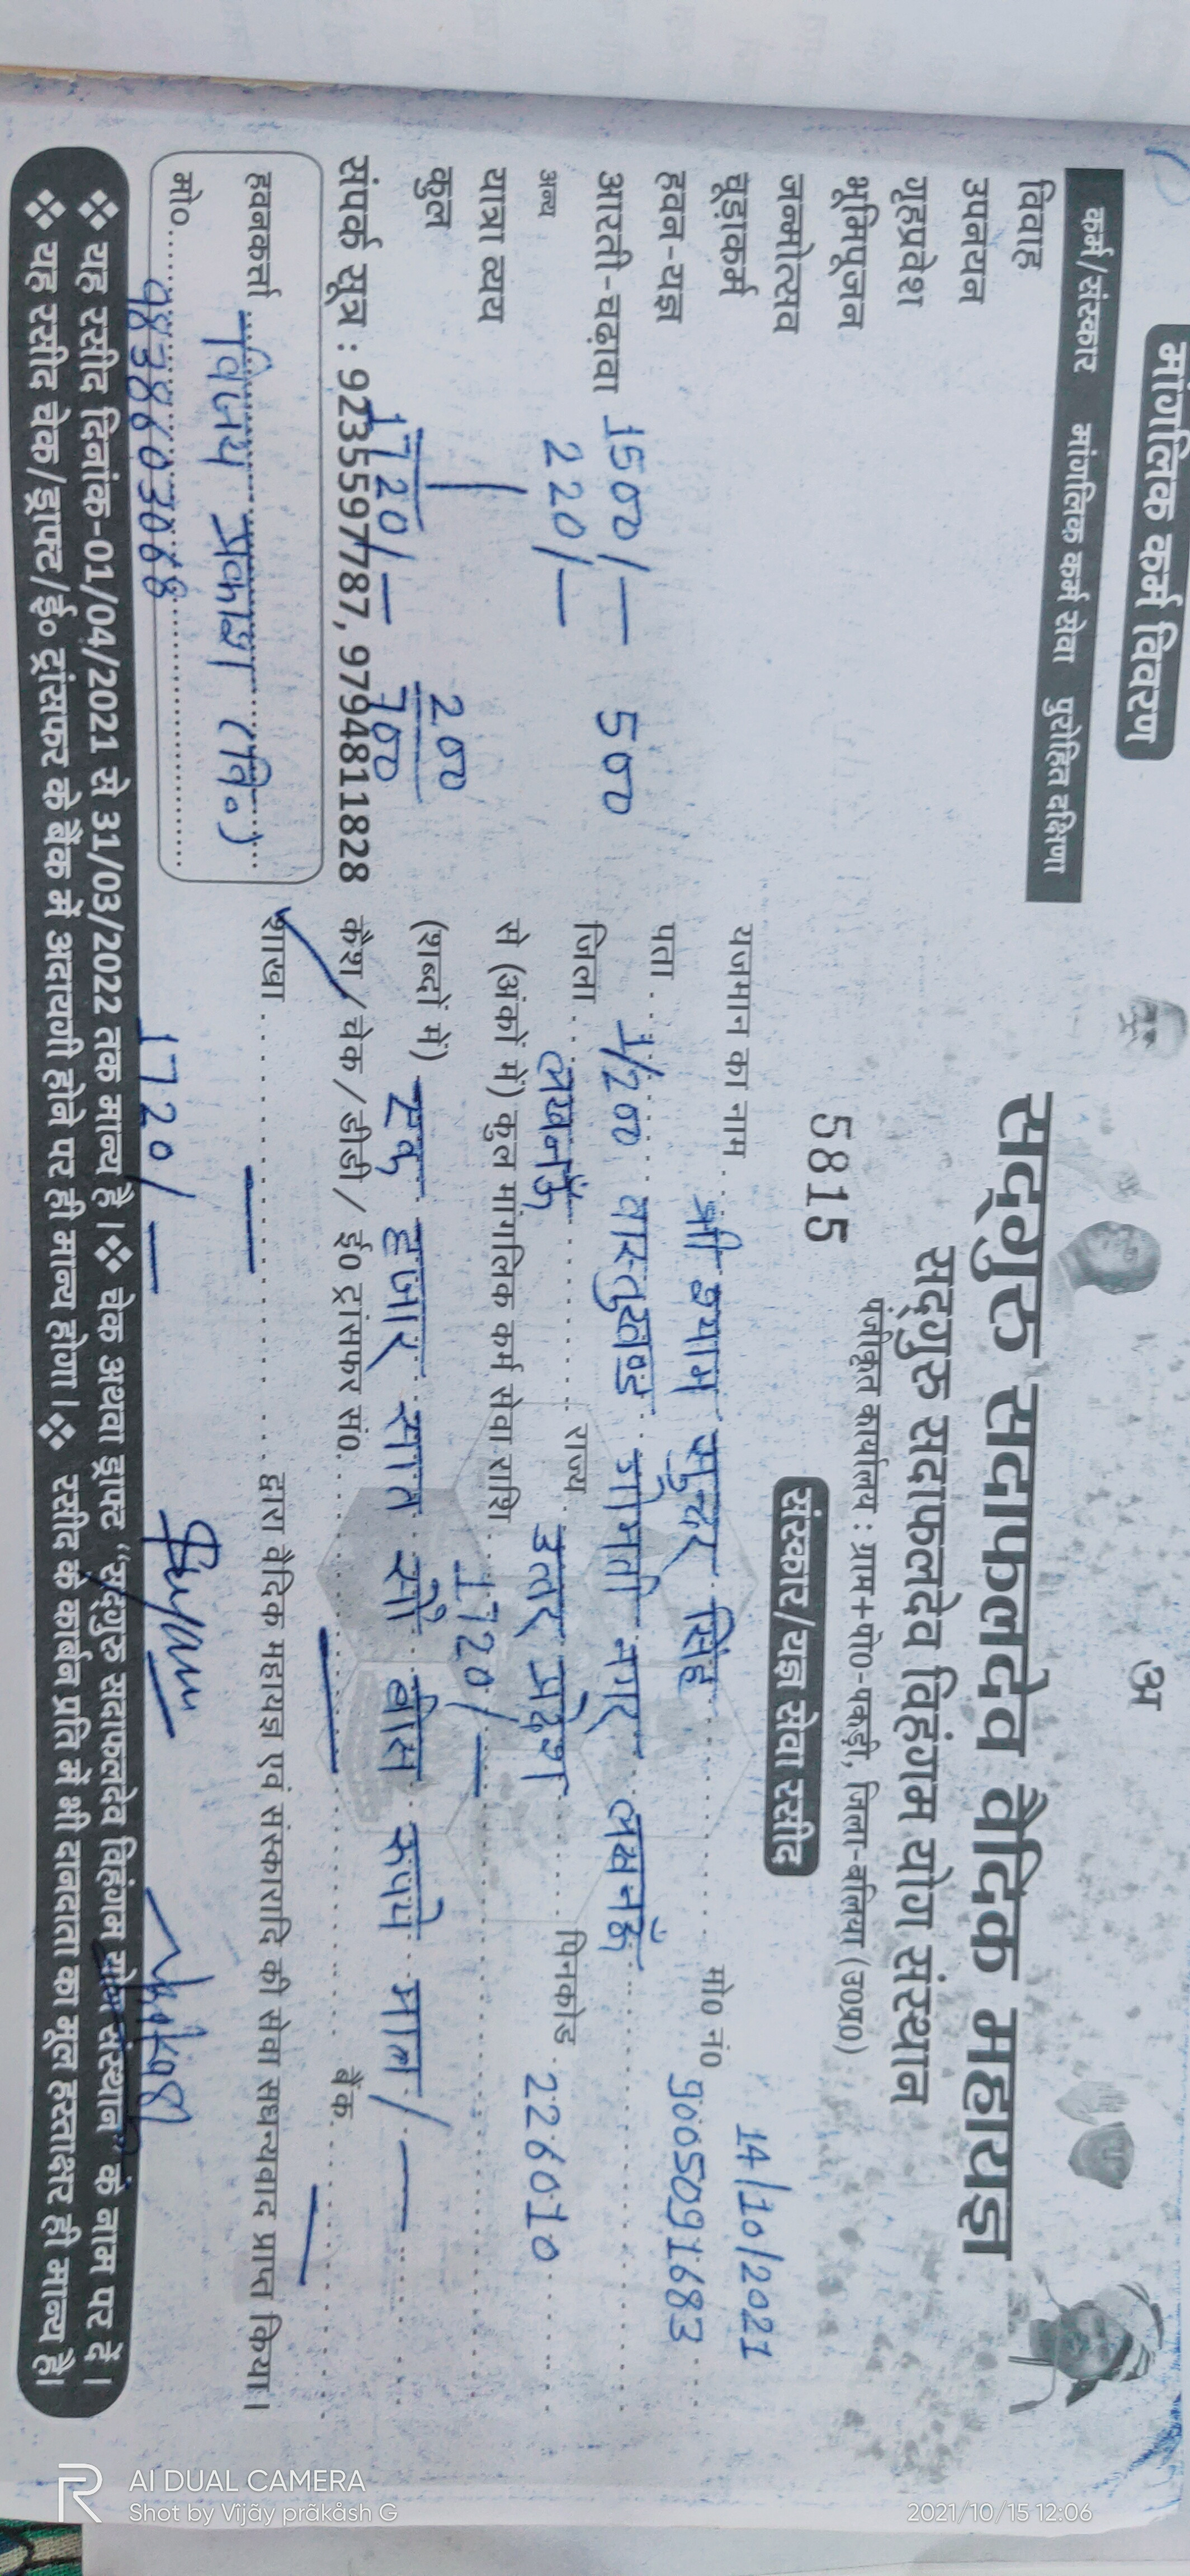 मांगलिक कर्म विवरण
कर्म/संस्कार मांगलिक कर्म सेवा पुरोहित दक्षिणा
विवाह
उपनयन
गृहप्रवेश
भूमिपूजन
जन्मोत्सव
चूड़ाकर्म
हवन-यज्ञ
आरती-चढ़ावा 1500/— 500
अन्य 220/—
यात्रा व्यय
कुल 1720/— 200
700
संपर्क सूत्र : 9235597787, 9794811828
हवनकर्त्ता विजय प्रकाश (वि०)
मो० 9838603068
अ
सद्गुरु सदाफलदेव वैदिक महायज्ञ
सद्गुरु सदाफलदेव विहंगम योग संस्थान
पंजीकृत कार्यालय : ग्राम+पो०-पकड़ी, जिला-बलिया (उ०प्र०)
संस्कार/यज्ञ सेवा रसीद
5815
14/10/2021
यजमान का नाम श्री श्याम सुन्दर सिंह मो० नं० 9005091683
पता 1/200 वास्तुखण्ड गोमती नगर लखनऊ
जिला लखनऊ राज्य उत्तर प्रदेश पिनकोड 226010
से (अंकों में) कुल मांगलिक कर्म सेवा राशि 1720/—
(शब्दों में) एक हजार सात सौ बीस रूपये मात्र/—
कैश / चेक / डीडी / ई० ट्रांसफर सं० बैंक
शाखा द्वारा वैदिक महायज्ञ एवं संस्कारादि की सेवा सधन्यवाद प्राप्त किया।
1720/—
❖ यह रसीद दिनांक-01/04/2021 से 31/03/2022 तक मान्य है। ❖ चेक अथवा ड्राफ्ट "सद्गुरु सदाफलदेव विहंगम योग संस्थान" के नाम पर दें।
❖ यह रसीद चेक/ड्राफ्ट/ई० ट्रांसफर के बैंक में अदायगी होने पर ही मान्य होगा। ❖ रसीद के कार्बन प्रति में भी दानदाता का मूल हस्ताक्षर ही मान्य है।
AI DUAL CAMERA
Shot by Vijãy prãkåsh G
2021/10/15 12:06